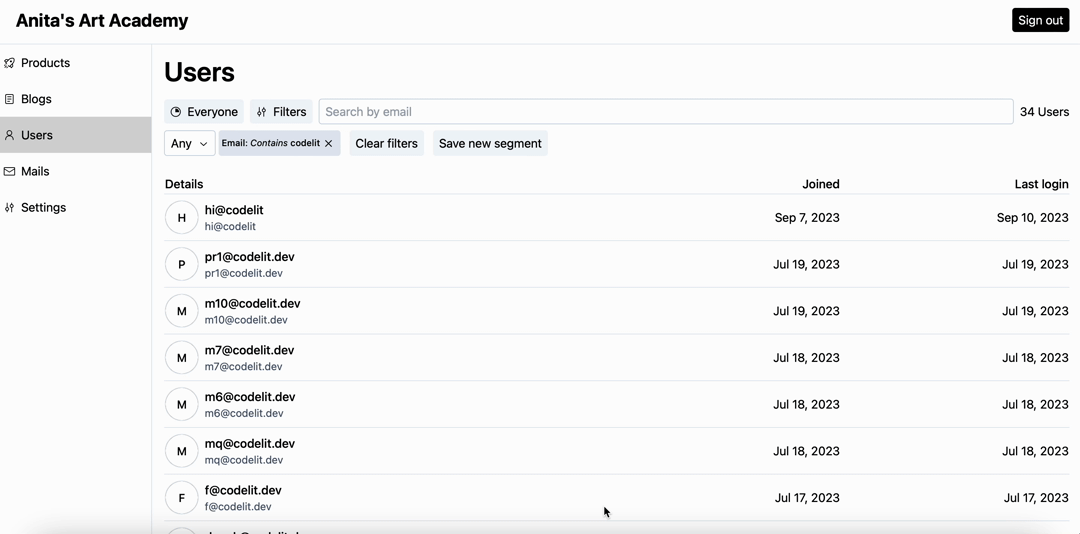 Anita's Art Academy
Sign out
Products
Blogs
Users
Mails
Settings
Users
Everyone Filters Search by email 34 Users
Any Email: Contains codelit Clear filters Save new segment
Details Joined Last login
H hi@codelit Sep 7, 2023 Sep 10, 2023
hi@codelit
P pr1@codelit.dev Jul 19, 2023 Jul 19, 2023
pr1@codelit.dev
M m10@codelit.dev Jul 19, 2023 Jul 19, 2023
m10@codelit.dev
M m7@codelit.dev Jul 18, 2023 Jul 18, 2023
m7@codelit.dev
M m6@codelit.dev Jul 18, 2023 Jul 18, 2023
m6@codelit.dev
M mq@codelit.dev Jul 18, 2023 Jul 18, 2023
mq@codelit.dev
F f@codelit.dev Jul 17, 2023 Jul 17, 2023
f@codelit.dev